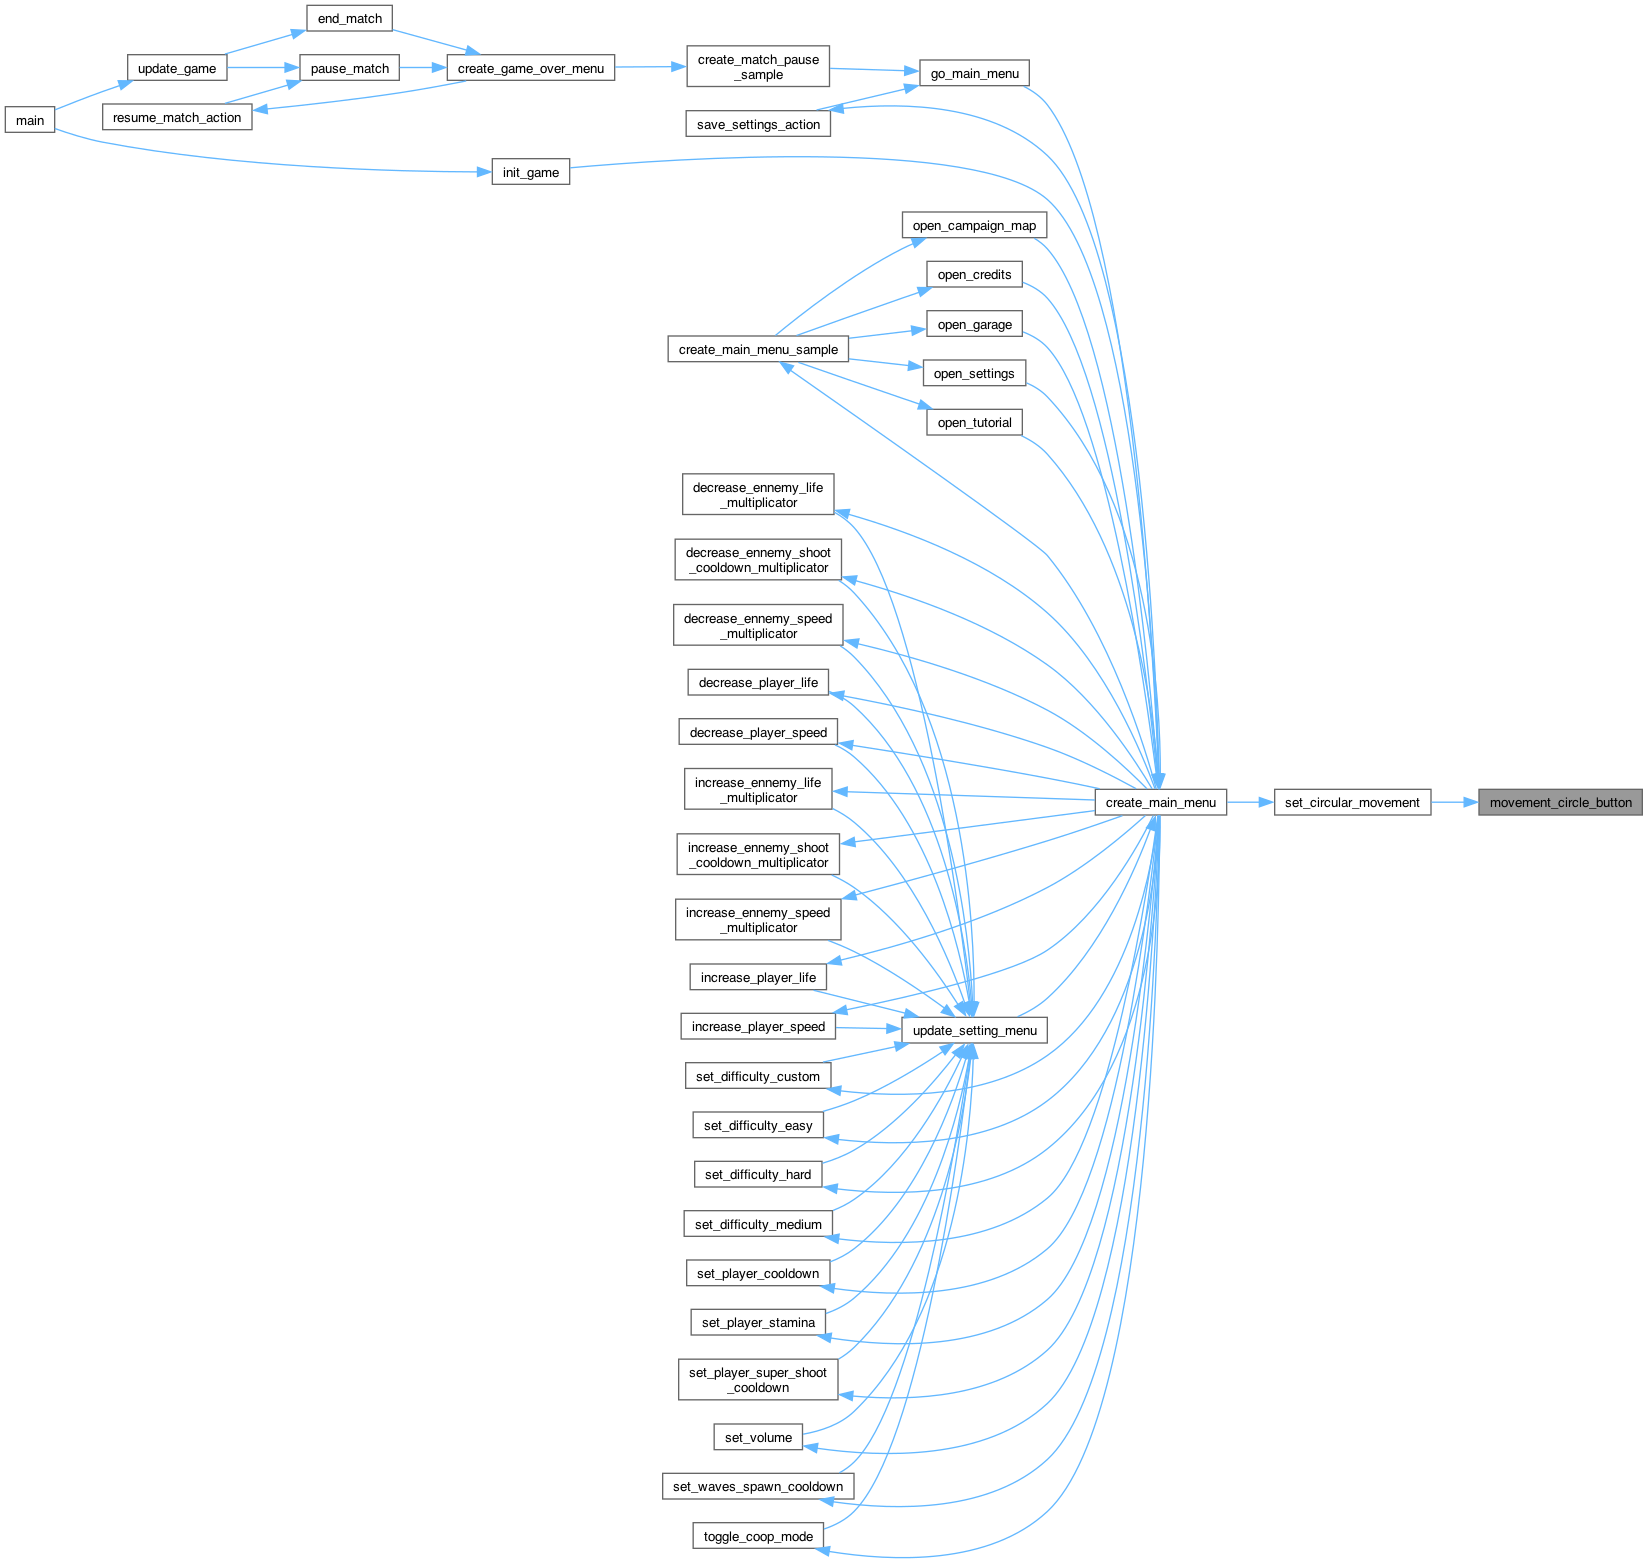 end_match
update_game
pause_match
create_game_over_menu
create_match_pause
_sample
go_main_menu
main
resume_match_action
save_settings_action
init_game
open_campaign_map
open_credits
open_garage
create_main_menu_sample
open_settings
open_tutorial
decrease_ennemy_life
_multiplicator
decrease_ennemy_shoot
_cooldown_multiplicator
decrease_ennemy_speed
_multiplicator
decrease_player_life
decrease_player_speed
increase_ennemy_life
_multiplicator
create_main_menu
set_circular_movement
movement_circle_button
increase_ennemy_shoot
_cooldown_multiplicator
increase_ennemy_speed
_multiplicator
increase_player_life
increase_player_speed
update_setting_menu
set_difficulty_custom
set_difficulty_easy
set_difficulty_hard
set_difficulty_medium
set_player_cooldown
set_player_stamina
set_player_super_shoot
_cooldown
set_volume
set_waves_spawn_cooldown
toggle_coop_mode